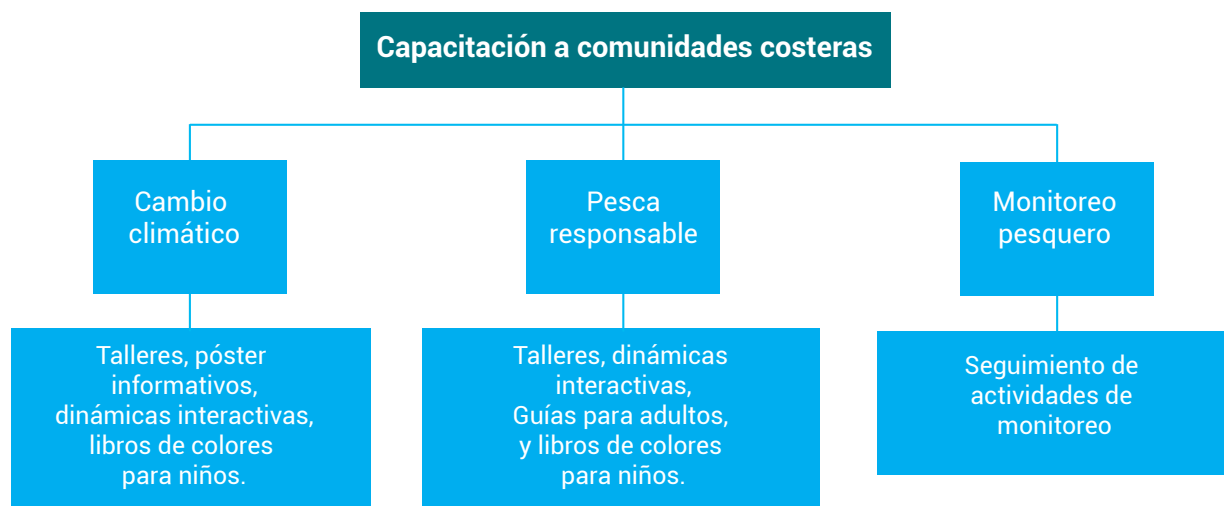 Capacitación a comunidades costeras
Cambio
climático
Pesca
responsable
Monitoreo
pesquero
Talleres, póster
informativos,
dinámicas interactivas,
libros de colores
para niños.
Talleres, dinámicas
interactivas,
Guías para adultos,
y libros de colores
para niños.
Seguimiento de
actividades de
monitoreo